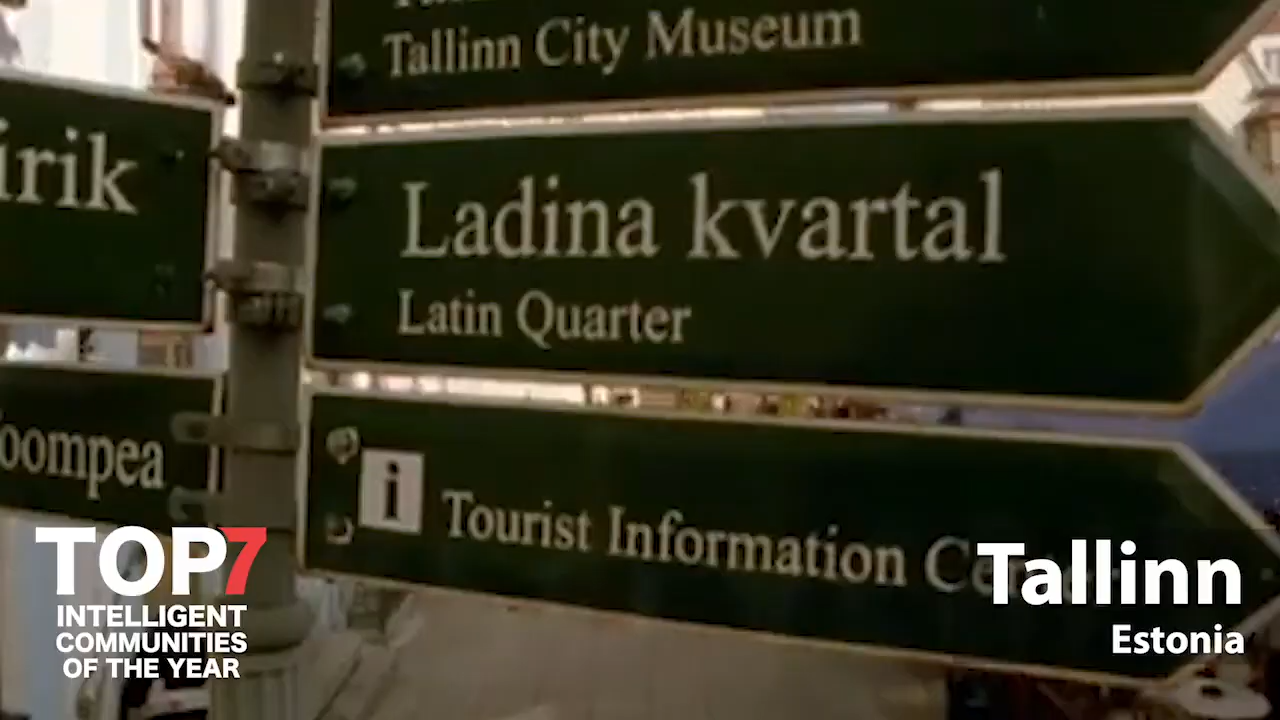 Tallinn City Museum
irik
Ladina kvartal
Latin Quarter
oompea
i Tourist Information
TOP7
INTELLIGENT
COMMUNITIES
OF THE YEAR
Tallinn
Estonia